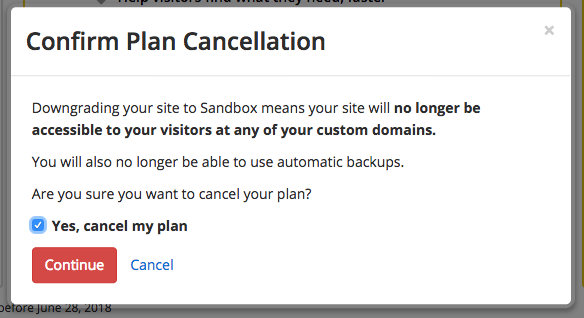 Help visitors find what they need, faster
Confirm Plan Cancellation
×
Downgrading your site to Sandbox means your site will no longer be
accessible to your visitors at any of your custom domains.
You will also no longer be able to use automatic backups.
Are you sure you want to cancel your plan?
Yes, cancel my plan
Continue Cancel
before June 28, 2018